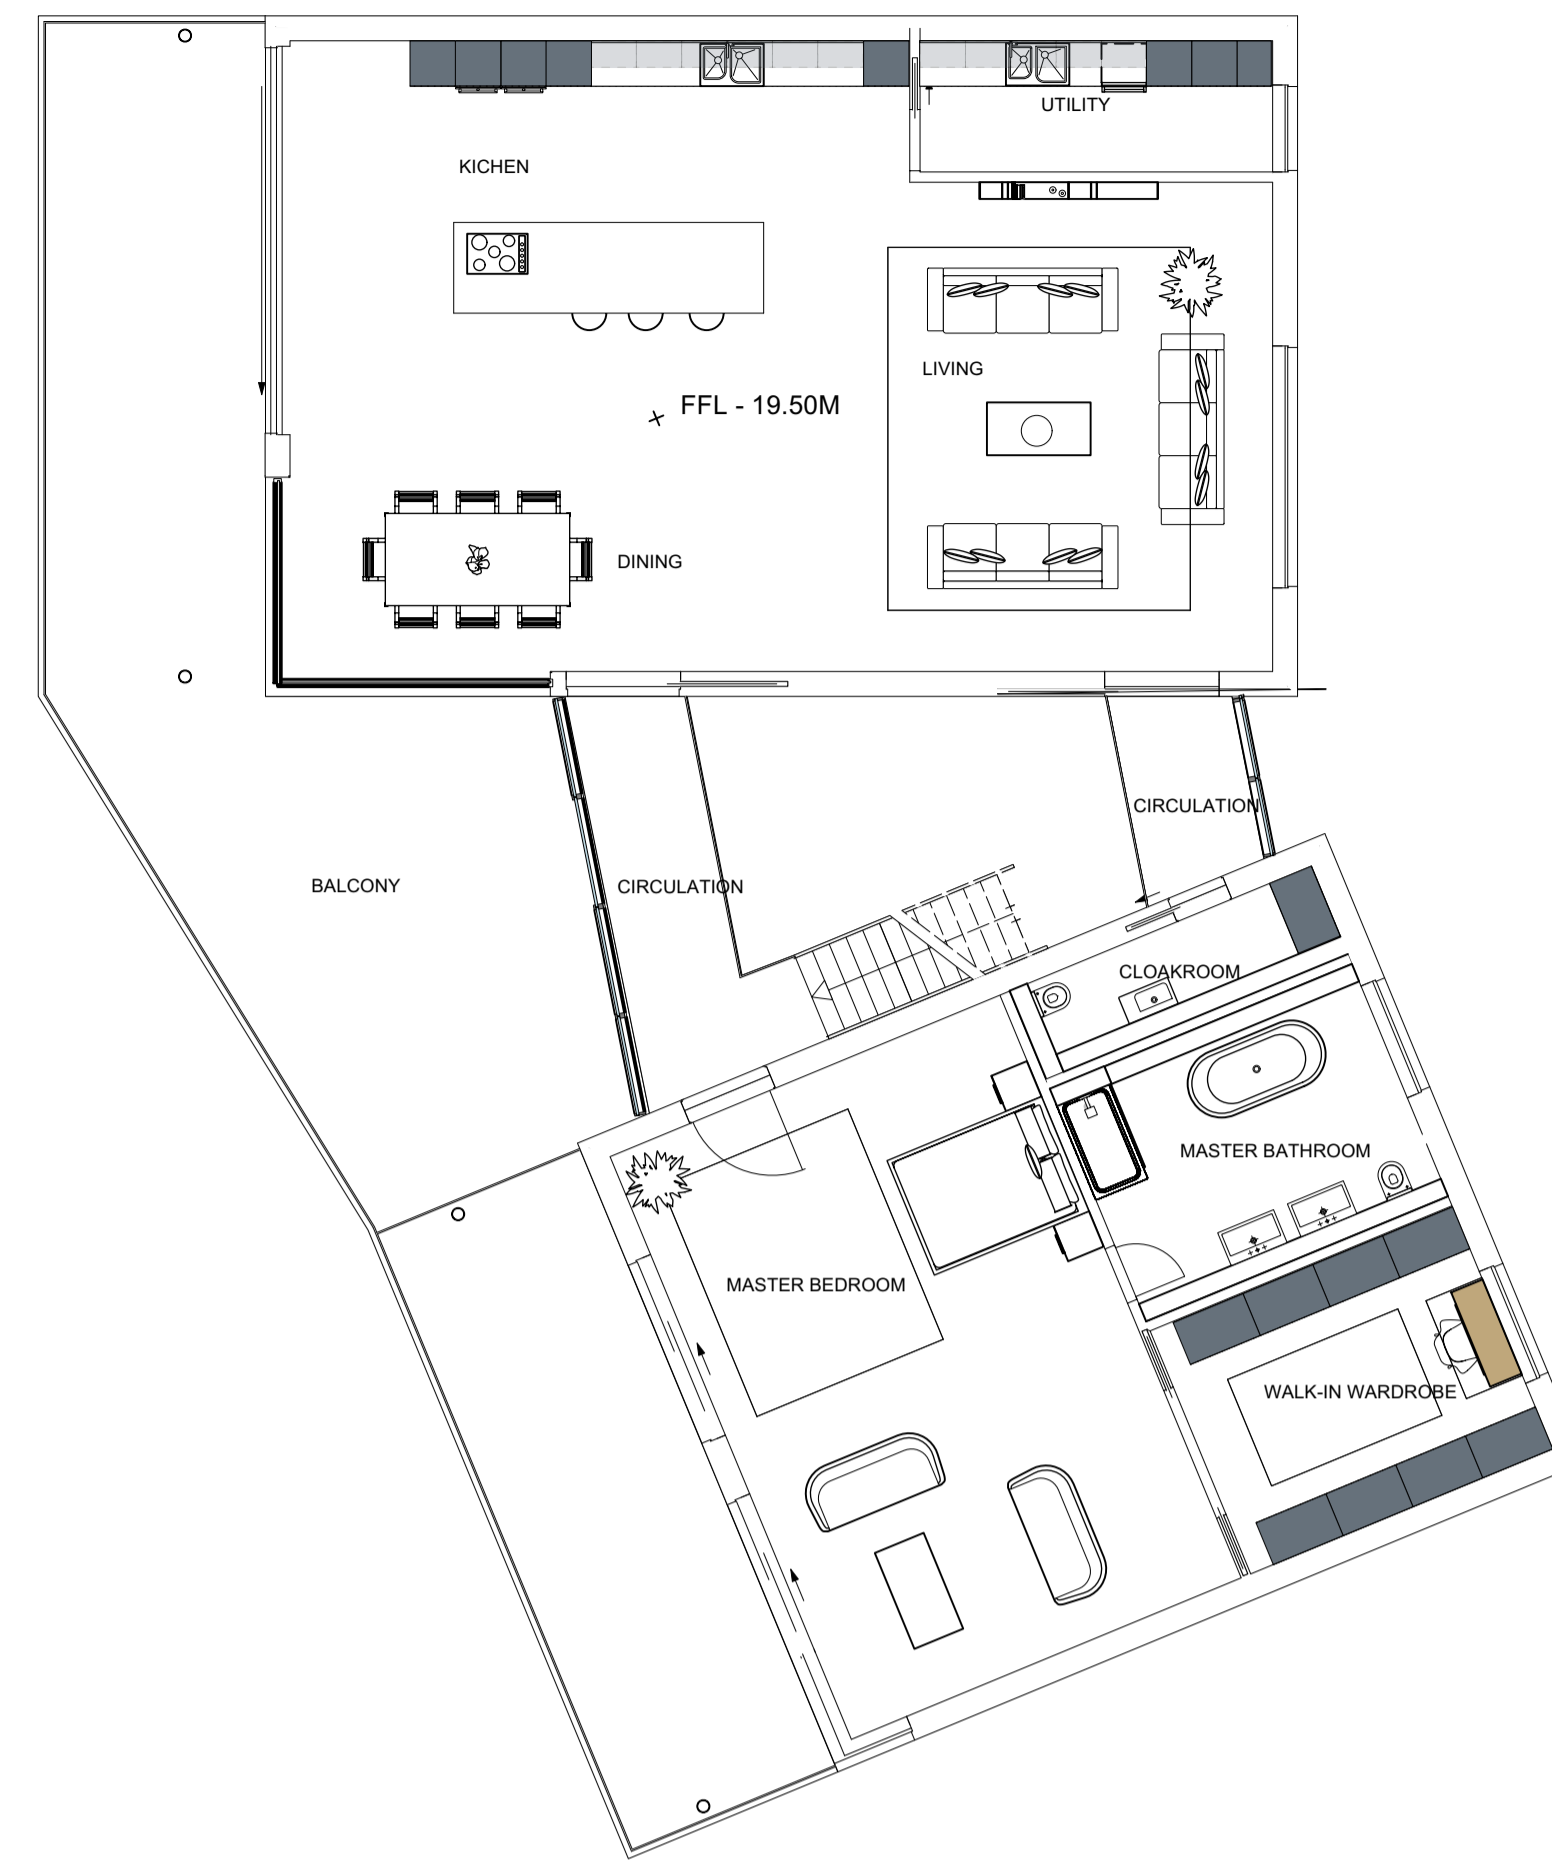 UTILITY
KICHEN
LIVING
FFL - 19.50M
DINING
CIRCULATION
BALCONY
CIRCULATION
CLOAKROOM
MASTER BATHROOM
MASTER BEDROOM
WALK-IN WARDROBE